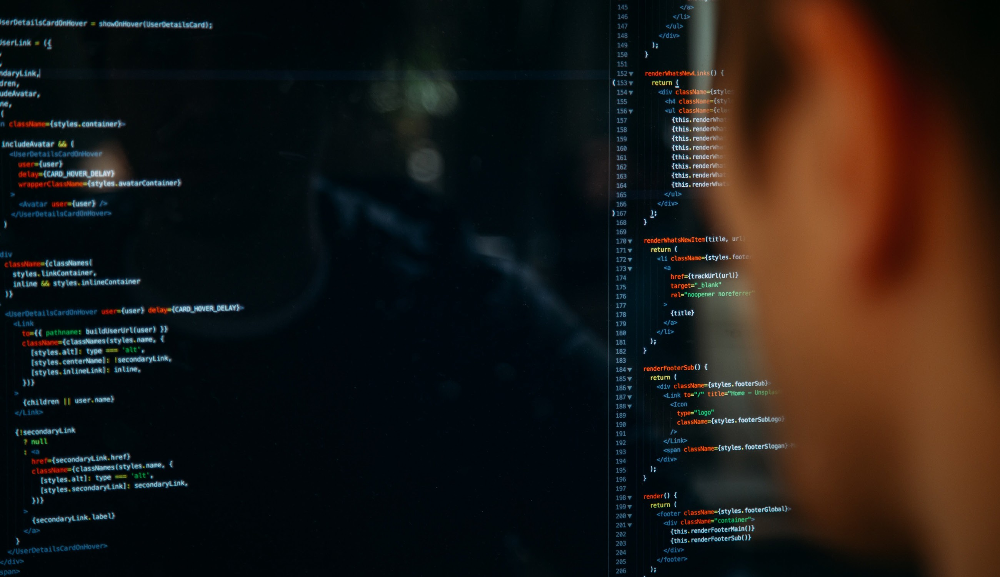 UserDetailsCardOnHover = showOnHover(UserDetailsCard);
UserLink = ({
,
,
ndaryLink,
dren,
udeAvatar,
ne,
(
n className={styles.container}>
includeAvatar && (
<UserDetailsCardOnHover
user={user}
delay={CARD_HOVER_DELAY}
wrapperClassName={styles.avatarContainer}
>
<Avatar user={user} />
</UserDetailsCardOnHover>
)
div
className={classNames(
styles.linkContainer,
inline && styles.inlineContainer
)}
<UserDetailsCardOnHover user={user} delay={CARD_HOVER_DELAY}>
<Link
to={{ pathname: buildUserUrl(user) }}
className={classNames(styles.name, {
[styles.alt]: type === 'alt',
[styles.centerName]: !secondaryLink,
[styles.inlineLink]: inline,
})}
>
{children || user.name}
</Link>
{!secondaryLink
? null
: <a
href={secondaryLink.href}
className={classNames(styles.name, {
[styles.alt]: type === 'alt',
[styles.secondaryLink]: secondaryLink,
})}
>
{secondaryLink.label}
</a>
}
</UserDetailsCardOnHover>
</div>
span>
145 </a>
146 </li>
147 </ul>
148 </div>
149 );
150 }
151
152 renderWhatsNewLinks() {
(153 return (
154 <div className={styles
155 <h4 className={styl
156 <ul className={clas
157 {this.renderWhat
158 {this.renderWha
159 {this.renderWha
160 {this.renderWha
161 {this.renderWha
162 {this.renderWha
163 {this.renderWha
164 {this.renderWhats
165 </ul>
166 </div>
)167 );
168 }
169
170 renderWhatsNewItem(title, url)
171 return (
172 <li className={styles.footer
173 <a
174 href={trackUrl(url)}
175 target="_blank"
176 rel="noopener noreferrer"
177 >
178 {title}
179 </a>
180 </li>
181 );
182 }
183
184 renderFooterSub() {
185 return (
186 <div className={styles.footerSub}>
187 <Link to="/" title="Home – Unsplas
188 <Icon
189 type="logo"
190 className={styles.footerSubLogo}
191 />
192 </Link>
193 <span className={styles.footerSlogan}>
194 </div>
195 );
196 }
197
198 render() {
199 return (
200 <footer className={styles.footerGlobal}>
201 <div className="container">
202 {this.renderFooterMain()}
203 {this.renderFooterSub()}
204 </div>
205 </footer>
206 );